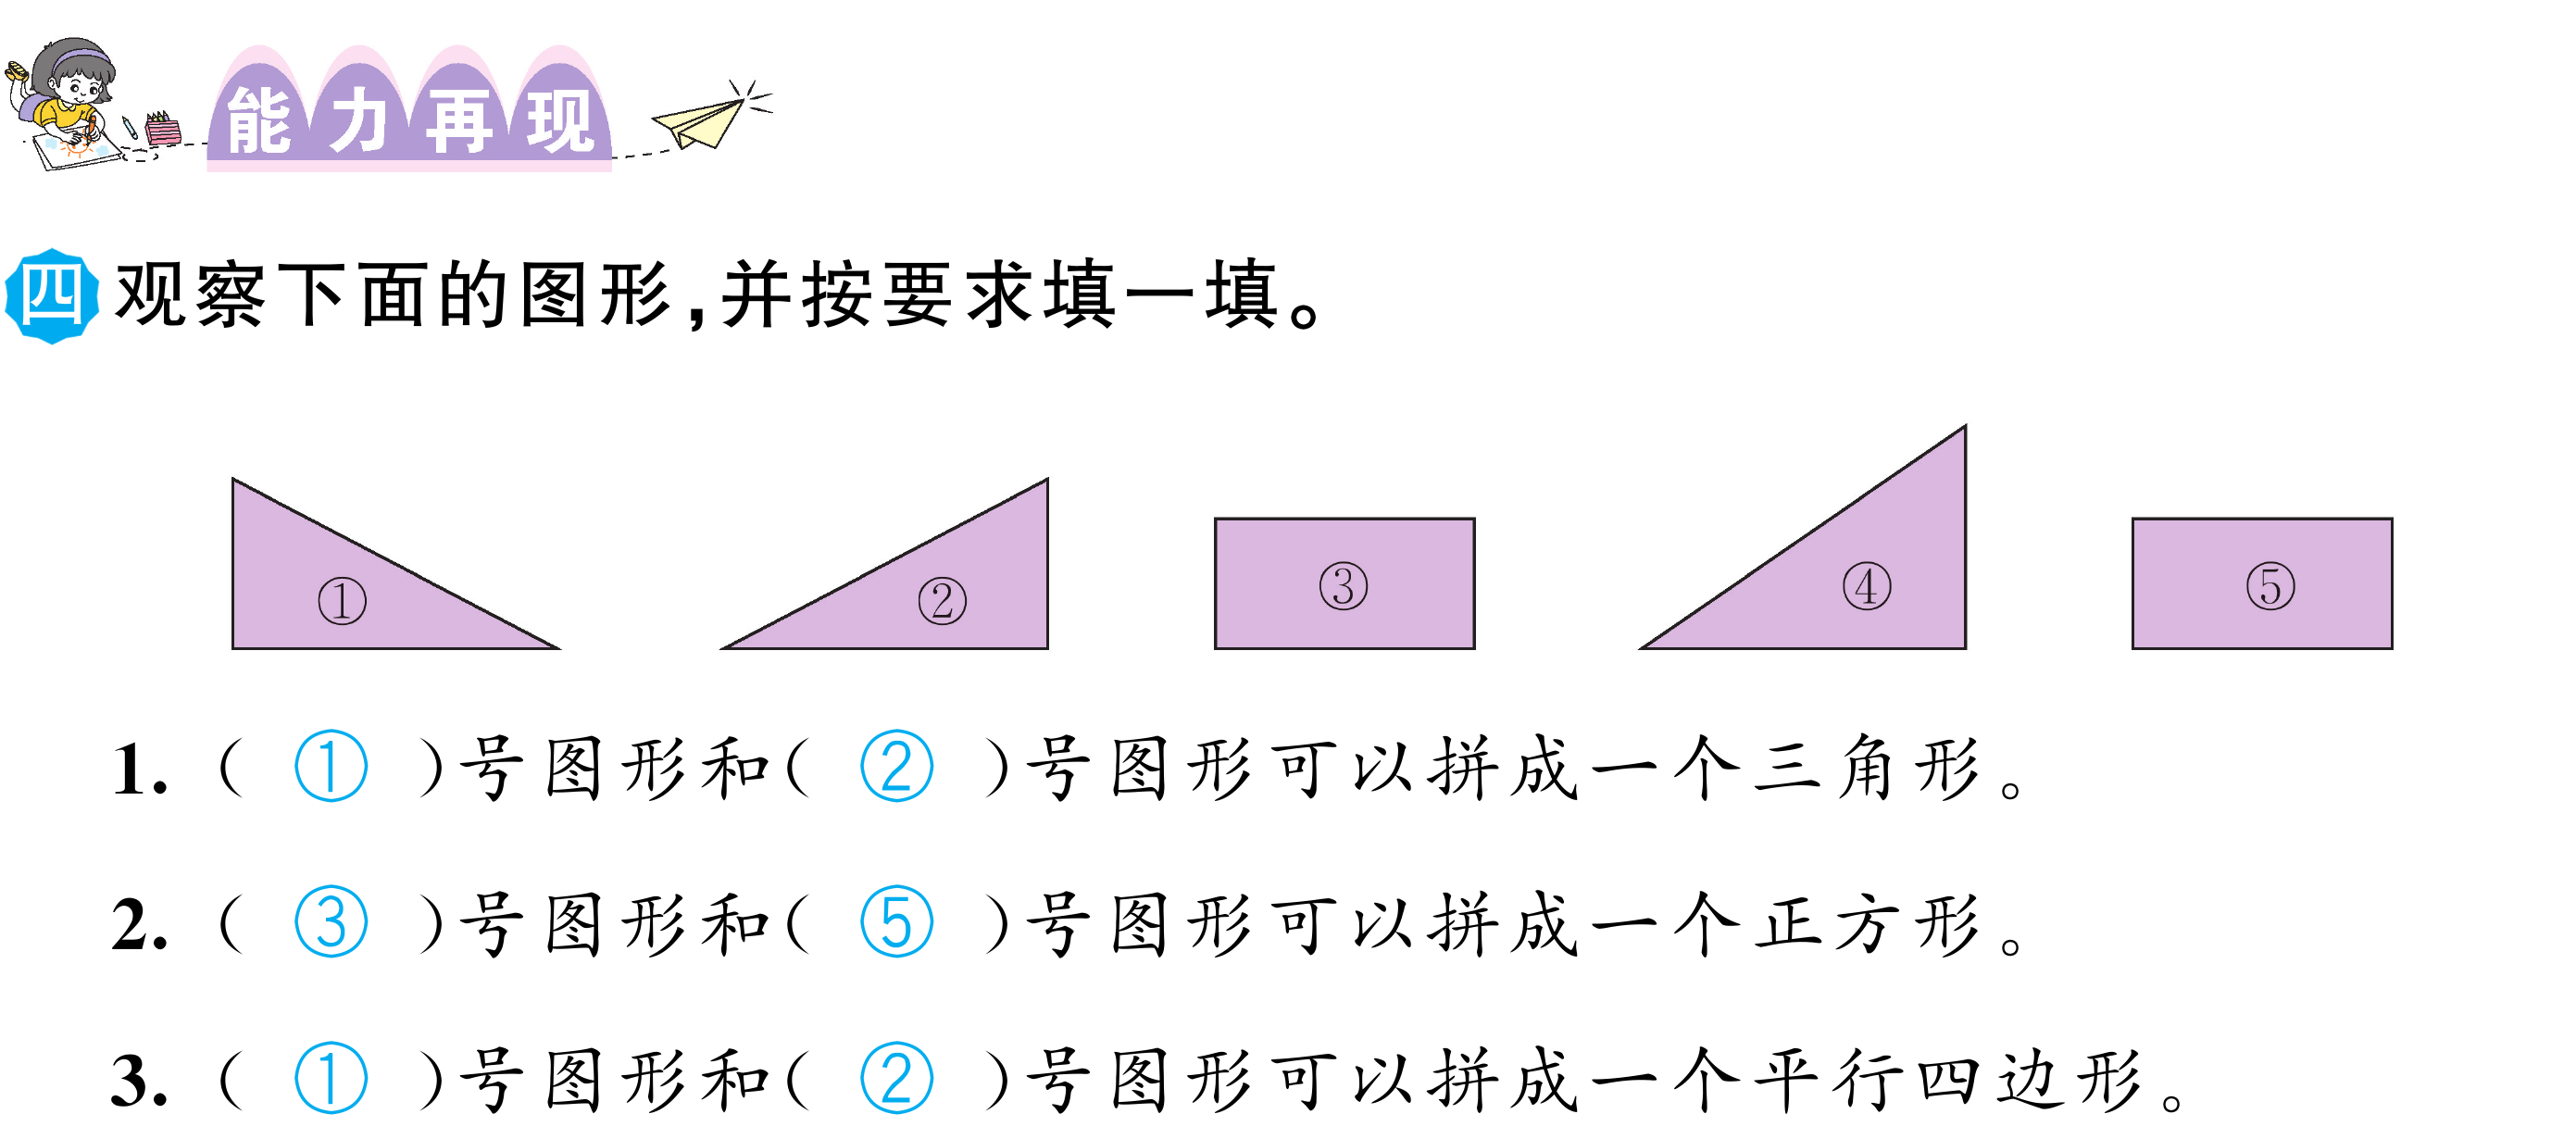 能力再现
四 观察下面的图形,并按要求填一填。
① ② ③ ④ ⑤
1. ( ① )号图形和( ② )号图形可以拼成一个三角形。
2. ( ③ )号图形和( ⑤ )号图形可以拼成一个正方形。
3. ( ① )号图形和( ② )号图形可以拼成一个平行四边形。